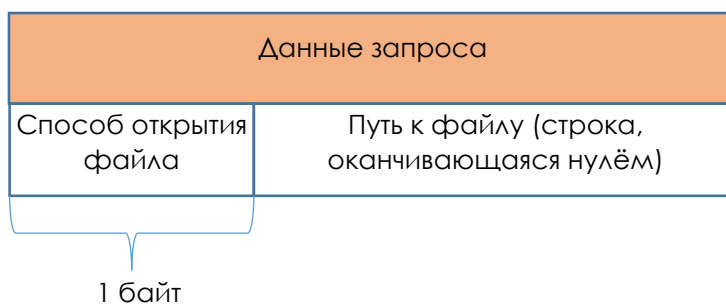 Данные запроса
Способ открытия
файла
Путь к файлу (строка,
оканчивающаяся нулём)
1 байт